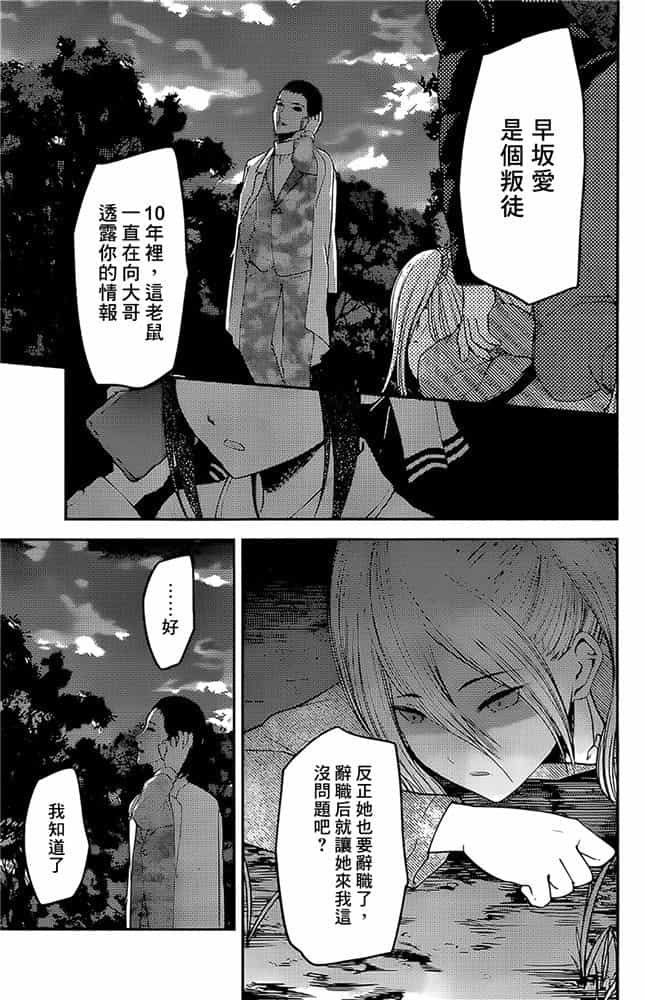 早坂愛
是個叛徒
10年裡，這老鼠
一直在向大哥
透露你的情報
反正她也要辭職了，
辭職后就讓她來我這
沒問題吧？
……好
我知道了